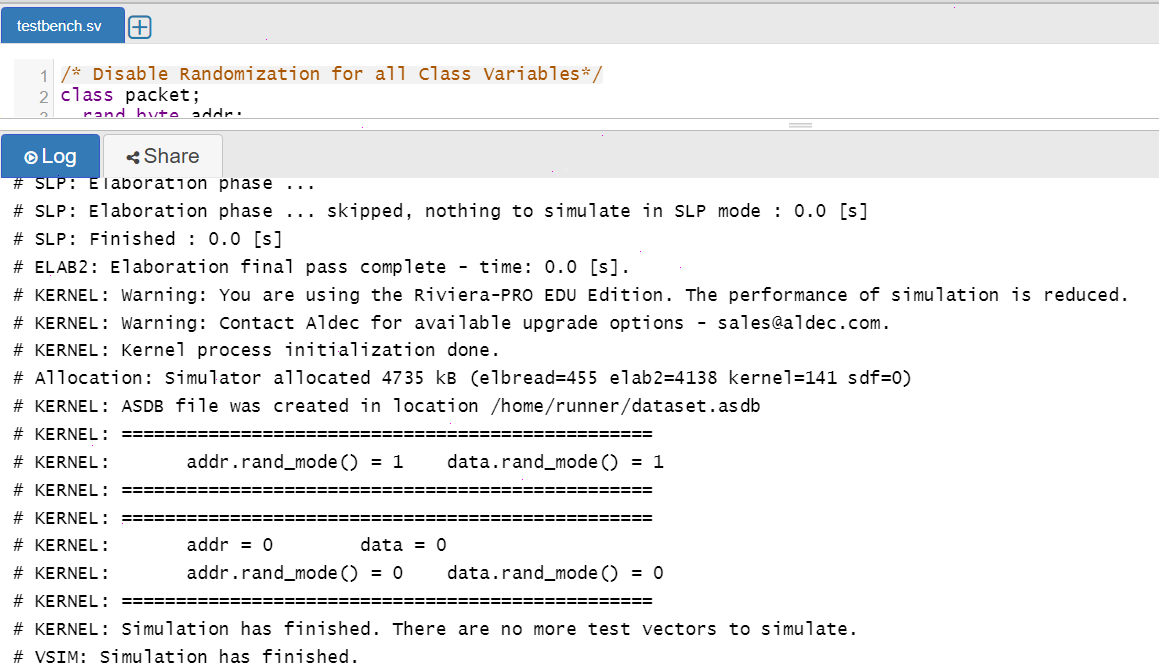 testbench.sv
1 /* Disable Randomization for all Class Variables*/
2 class packet;
rand byte addr;
Log Share
# SLP: Elaboration phase ...
# SLP: Elaboration phase ... skipped, nothing to simulate in SLP mode : 0.0 [s]
# SLP: Finished : 0.0 [s]
# ELAB2: Elaboration final pass complete - time: 0.0 [s].
# KERNEL: Warning: You are using the Riviera-PRO EDU Edition. The performance of simulation is reduced.
# KERNEL: Warning: Contact Aldec for available upgrade options - sales@aldec.com.
# KERNEL: Kernel process initialization done.
# Allocation: Simulator allocated 4735 kB (elbread=455 elab2=4138 kernel=141 sdf=0)
# KERNEL: ASDB file was created in location /home/runner/dataset.asdb
# KERNEL: =================================================
# KERNEL:       addr.rand_mode() = 1    data.rand_mode() = 1
# KERNEL: =================================================
# KERNEL: =================================================
# KERNEL:       addr = 0        data = 0
# KERNEL:       addr.rand_mode() = 0    data.rand_mode() = 0
# KERNEL: =================================================
# KERNEL: Simulation has finished. There are no more test vectors to simulate.
# VSIM: Simulation has finished.